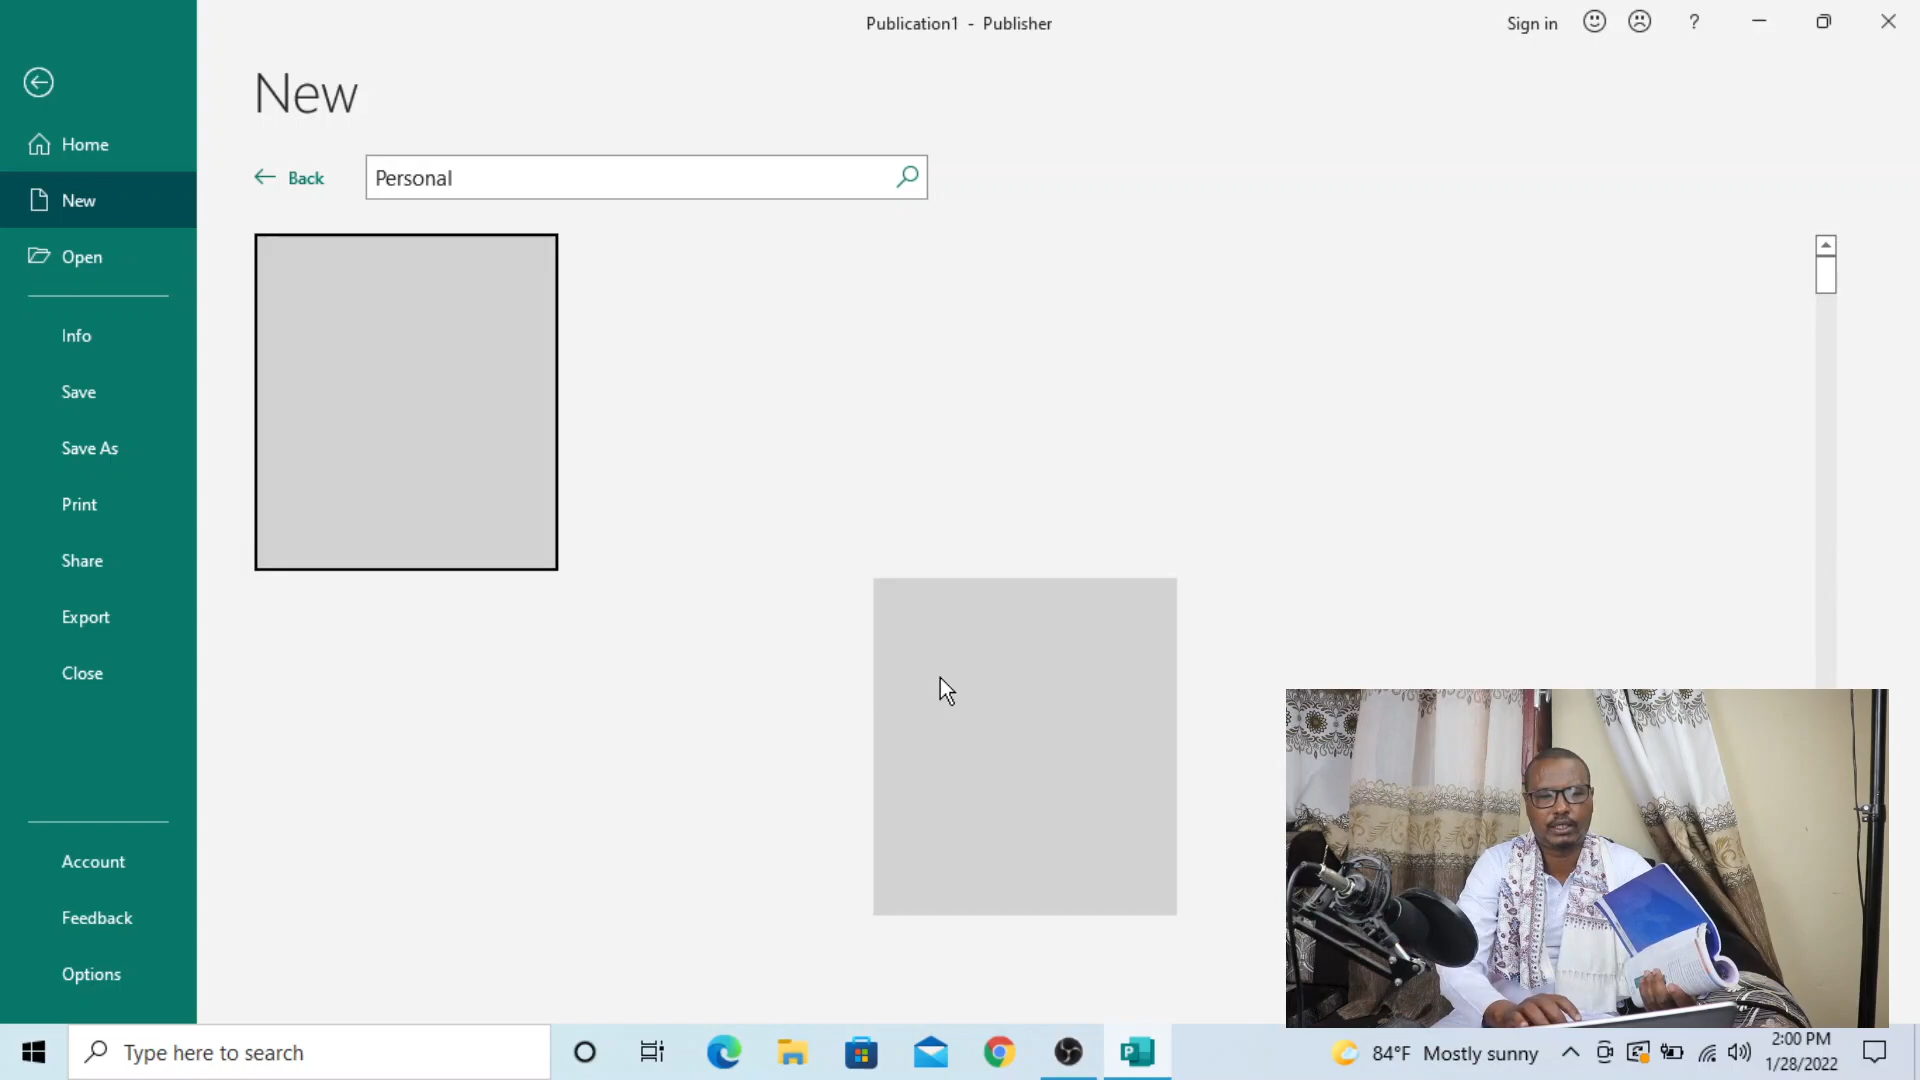 Publication1 - Publisher
Sign in
?
New
Home
Back
Personal
New
Open
Info
Save
Save As
Print
Share
Export
Close
Account
Feedback
Options
Type here to search
84°F Mostly sunny
2:00 PM
1/28/2022